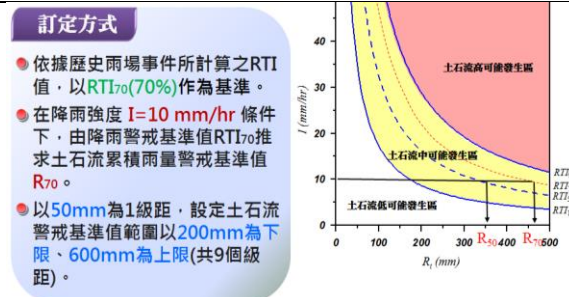 訂定方式
依據歷史雨場事件所計算之RTI
值，以RTI70(70%)作為基準。
在降雨強度 I=10 mm/hr 條件
下，由降雨警戒基準值RTI70推
求土石流累積雨量警戒基準值
R70。
以50mm為1級距，設定土石流
警戒基準值範圍以200mm為下
限、600mm為上限(共9個級
距)。
I (mm/hr)
40
30
20
10
0
土石流高可能發生區
土石流中可能發生區
土石流低可能發生區
RTI
RTI
RTI
RTI
0 100 200 300 R50 400 R70 500
Rt (mm)